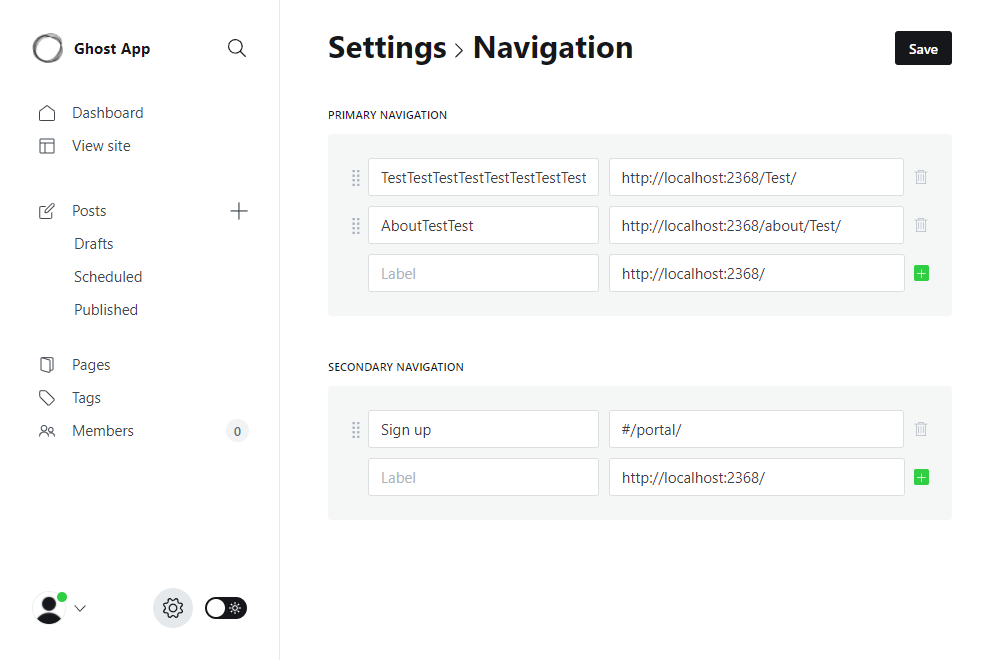 Ghost App
Dashboard
View site
Posts
Drafts
Scheduled
Published
Pages
Tags
Members 0
Settings > Navigation
Save
PRIMARY NAVIGATION
TestTestTestTestTestTestTestTest http://localhost:2368/Test/
AboutTestTest http://localhost:2368/about/Test/
Label http://localhost:2368/
SECONDARY NAVIGATION
Sign up #/portal/
Label http://localhost:2368/